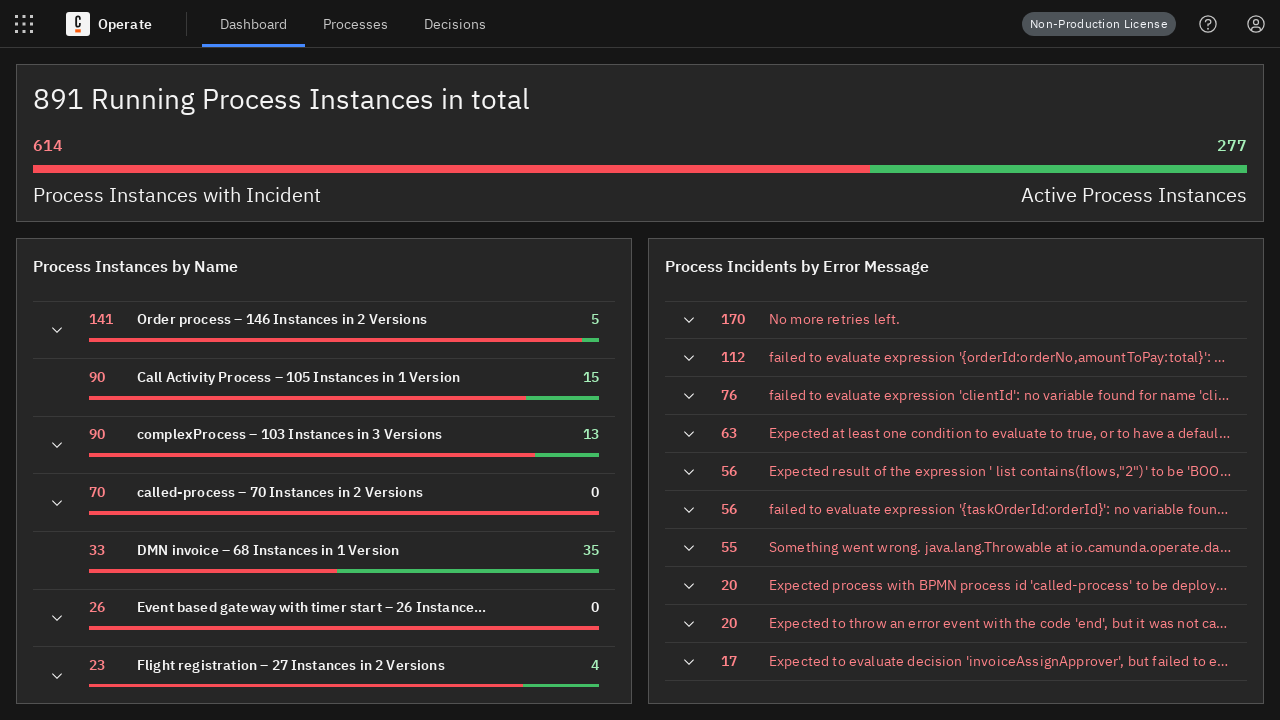 Operate
Dashboard
Processes
Decisions
Non-Production License
891 Running Process Instances in total
614
277
Process Instances with Incident
Active Process Instances
Process Instances by Name
141 Order process – 146 Instances in 2 Versions 5
90 Call Activity Process – 105 Instances in 1 Version 15
90 complexProcess – 103 Instances in 3 Versions 13
70 called-process – 70 Instances in 2 Versions 0
33 DMN invoice – 68 Instances in 1 Version 35
26 Event based gateway with timer start – 26 Instance... 0
23 Flight registration – 27 Instances in 2 Versions 4
Process Incidents by Error Message
170 No more retries left.
112 failed to evaluate expression '{orderId:orderNo,amountToPay:total}': ...
76 failed to evaluate expression 'clientId': no variable found for name 'cli...
63 Expected at least one condition to evaluate to true, or to have a defaul...
56 Expected result of the expression ' list contains(flows,"2")' to be 'BOO...
56 failed to evaluate expression '{taskOrderId:orderId}': no variable foun...
55 Something went wrong. java.lang.Throwable at io.camunda.operate.da...
20 Expected process with BPMN process id 'called-process' to be deploy...
20 Expected to throw an error event with the code 'end', but it was not ca...
17 Expected to evaluate decision 'invoiceAssignApprover', but failed to e...